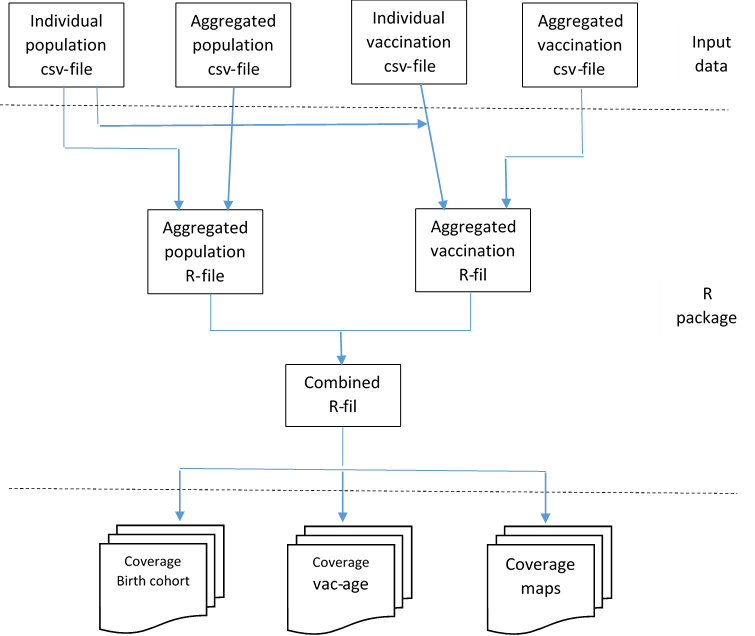 Individual
population
csv-file
Aggregated
population
csv-file
Individual
vaccination
csv-file
Aggregated
vaccination
csv-file
Input
data
Aggregated
population
R-file
Aggregated
vaccination
R-fil
R
package
Combined
R-fil
Coverage
Birth cohort
Coverage
vac-age
Coverage
maps